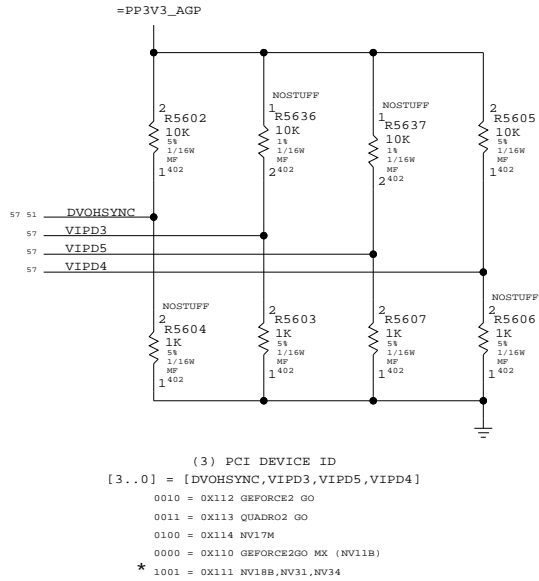 =PP3V3_AGP
2
R5602
10K
5%
1/16W
MF
1 402
NOSTUFF
1
R5636
10K
1%
1/16W
MF
2 402
NOSTUFF
1
R5637
10K
1%
1/16W
MF
2 402
2
R5605
10K
5%
1/16W
MF
1 402
57 51 DVOHSYNC
57 VIPD3
57 VIPD5
57 VIPD4
NOSTUFF
2
R5604
1K
5%
1/16W
MF
1 402
2
R5603
1K
5%
1/16W
MF
1 402
2
R5607
1K
5%
1/16W
MF
1 402
NOSTUFF
2
R5606
1K
5%
1/16W
MF
1 402
(3) PCI DEVICE ID
[3..0] = [DVOHSYNC,VIPD3,VIPD5,VIPD4]
0010 = 0X112 GEFORCE2 GO
0011 = 0X113 QUADRO2 GO
0100 = 0X114 NV17M
0000 = 0X110 GEFORCE2GO MX (NV11B)
* 1001 = 0X111 NV18B,NV31,NV34